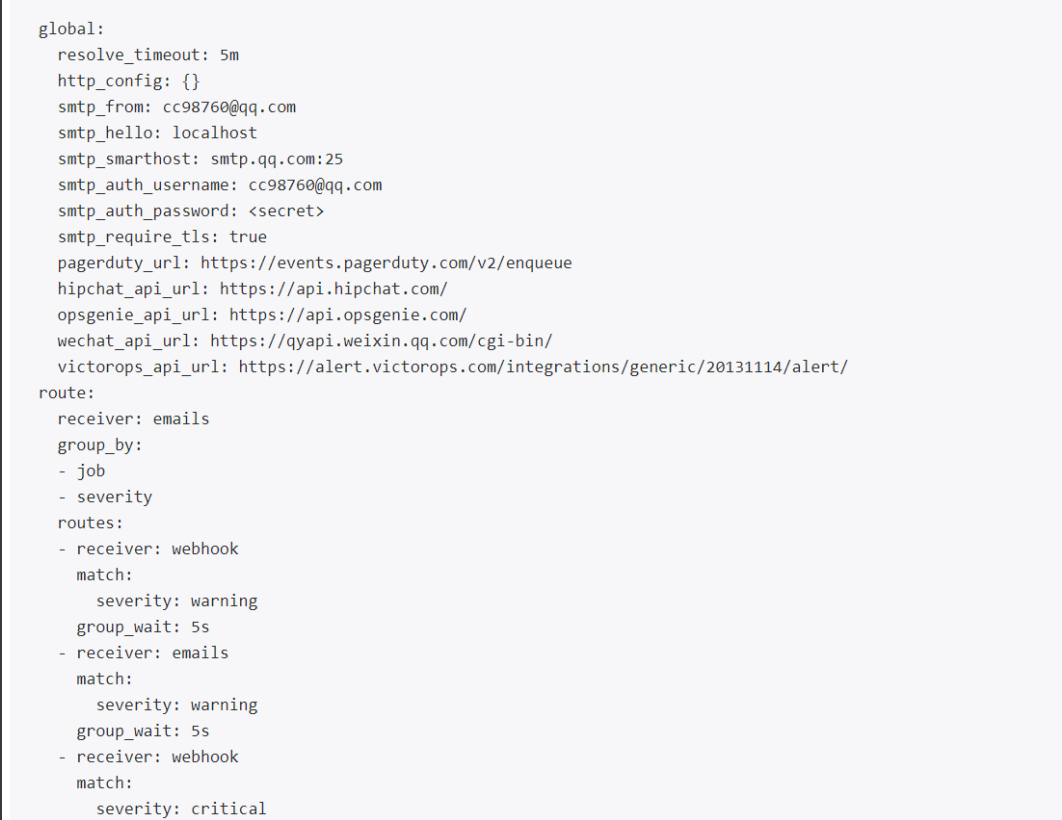 global:
  resolve_timeout: 5m
  http_config: {}
  smtp_from: cc98760@qq.com
  smtp_hello: localhost
  smtp_smarthost: smtp.qq.com:25
  smtp_auth_username: cc98760@qq.com
  smtp_auth_password: <secret>
  smtp_require_tls: true
  pagerduty_url: https://events.pagerduty.com/v2/enqueue
  hipchat_api_url: https://api.hipchat.com/
  opsgenie_api_url: https://api.opsgenie.com/
  wechat_api_url: https://qyapi.weixin.qq.com/cgi-bin/
  victorops_api_url: https://alert.victorops.com/integrations/generic/20131114/alert/
route:
  receiver: emails
  group_by:
  - job
  - severity
  routes:
  - receiver: webhook
    match:
      severity: warning
    group_wait: 5s
  - receiver: emails
    match:
      severity: warning
    group_wait: 5s
  - receiver: webhook
    match:
      severity: critical